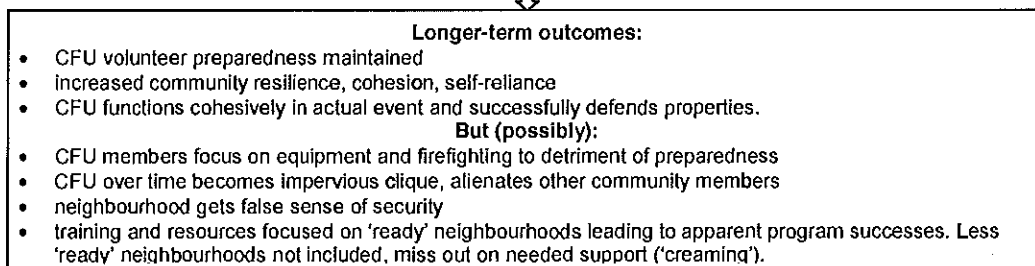 Longer-term outcomes:
• CFU volunteer preparedness maintained
• increased community resilience, cohesion, self-reliance
• CFU functions cohesively in actual event and successfully defends properties.
But (possibly):
• CFU members focus on equipment and firefighting to detriment of preparedness
• CFU over time becomes impervious clique, alienates other community members
• neighbourhood gets false sense of security
• training and resources focused on 'ready' neighbourhoods leading to apparent program successes. Less
'ready' neighbourhoods not included, miss out on needed support ('creaming').